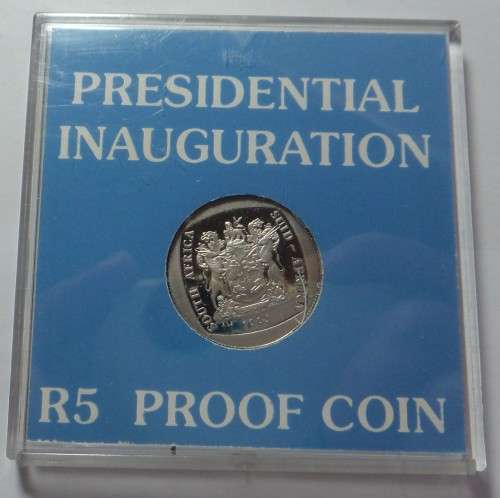 PRESIDENTIAL
INAUGURATION
SOUTH AFRICA
SUID-AFRIKA
R5 PROOF COIN